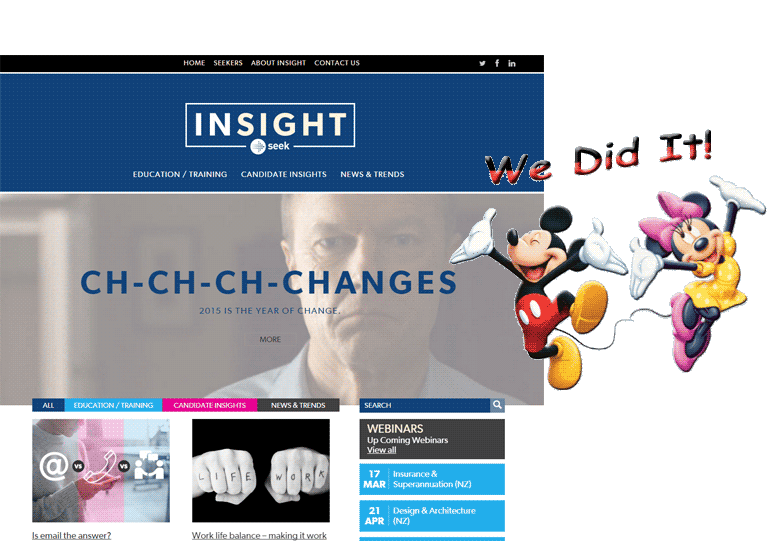 HOME SEEKERS ABOUT INSIGHT CONTACT US
INSIGHT
seek
EDUCATION / TRAINING CANDIDATE INSIGHTS NEWS & TRENDS
We Did It!
CH-CH-CH-CHANGES
2015 IS THE YEAR OF CHANGE.
MORE
ALL EDUCATION / TRAINING CANDIDATE INSIGHTS NEWS & TRENDS
SEARCH
@ VS VS
LIFE WORK
Is email the answer?
Work life balance – making it work
WEBINARS
Up Coming Webinars
View all
17 MAR
Insurance &
Superannuation (NZ)
21 APR
Design & Architecture
(NZ)